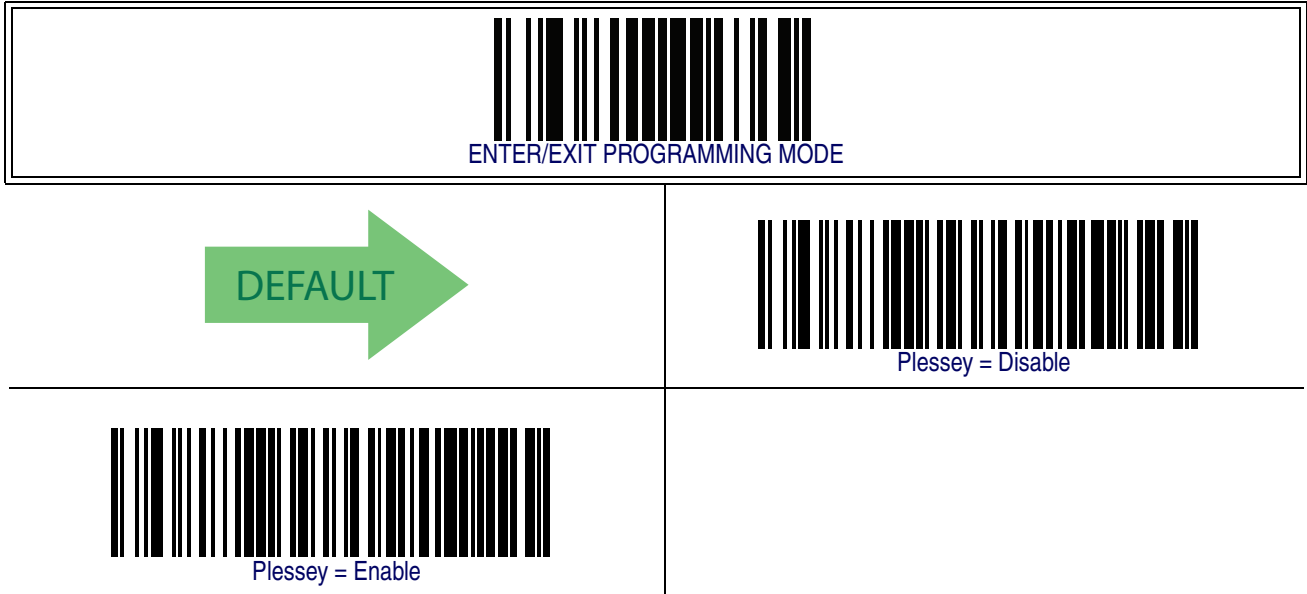 ENTER/EXIT PROGRAMMING MODE
DEFAULT
Plessey = Disable
Plessey = Enable